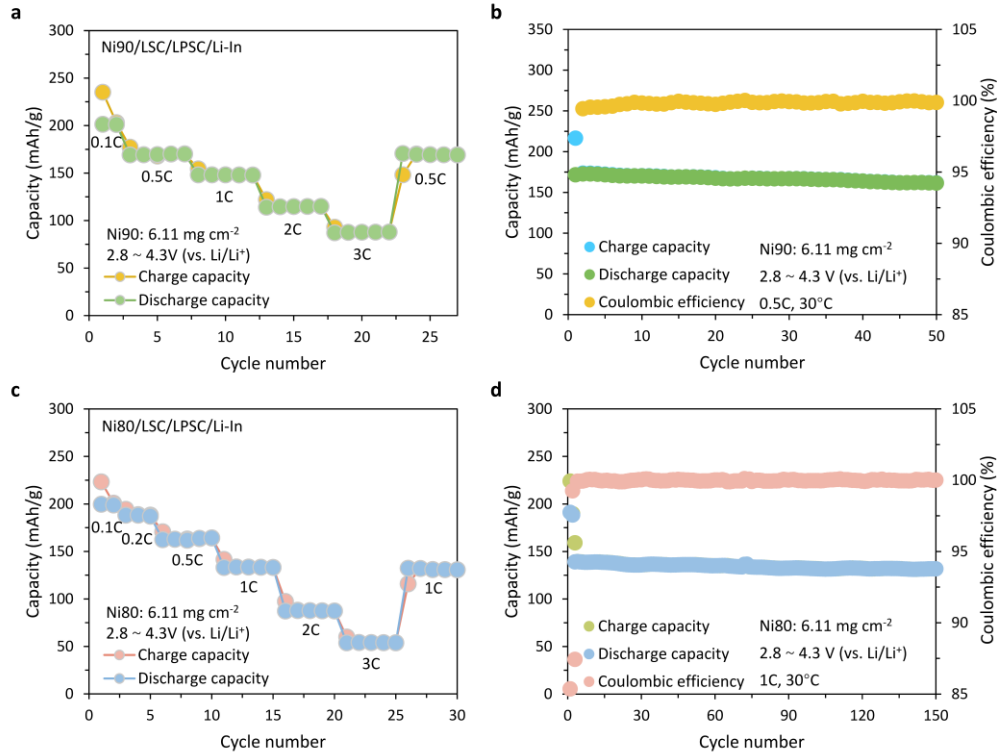 a
Ni90/LSC/LPSC/Li-In
300
250
200
150
100
50
0
Capacity (mAh/g)
0.1C
0.5C
1C
2C
3C
0.5C
Ni90: 6.11 mg cm⁻²
2.8 ~ 4.3V (vs. Li/Li⁺)
Charge capacity
Discharge capacity
0 5 10 15 20 25
Cycle number
b
350
300
250
200
150
100
50
0
Capacity (mAh/g)
Charge capacity
Discharge capacity
Coulombic efficiency
Ni90: 6.11 mg cm⁻²
2.8 ~ 4.3 V (vs. Li/Li⁺)
0.5C, 30°C
105
100
95
90
85
Coulombic efficiency (%)
0 10 20 30 40 50
Cycle number
c
Ni80/LSC/LPSC/Li-In
300
250
200
150
100
50
0
Capacity (mAh/g)
0.1C
0.2C
0.5C
1C
2C
3C
1C
Ni80: 6.11 mg cm⁻²
2.8 ~ 4.3V (vs. Li/Li⁺)
Charge capacity
Discharge capacity
0 5 10 15 20 25 30
Cycle number
d
300
250
200
150
100
50
0
Capacity (mAh/g)
Charge capacity
Discharge capacity
Coulombic efficiency
Ni80: 6.11 mg cm⁻²
2.8 ~ 4.3 V (vs. Li/Li⁺)
1C, 30°C
105
100
95
90
85
Coulombic efficiency (%)
0 30 60 90 120 150
Cycle number